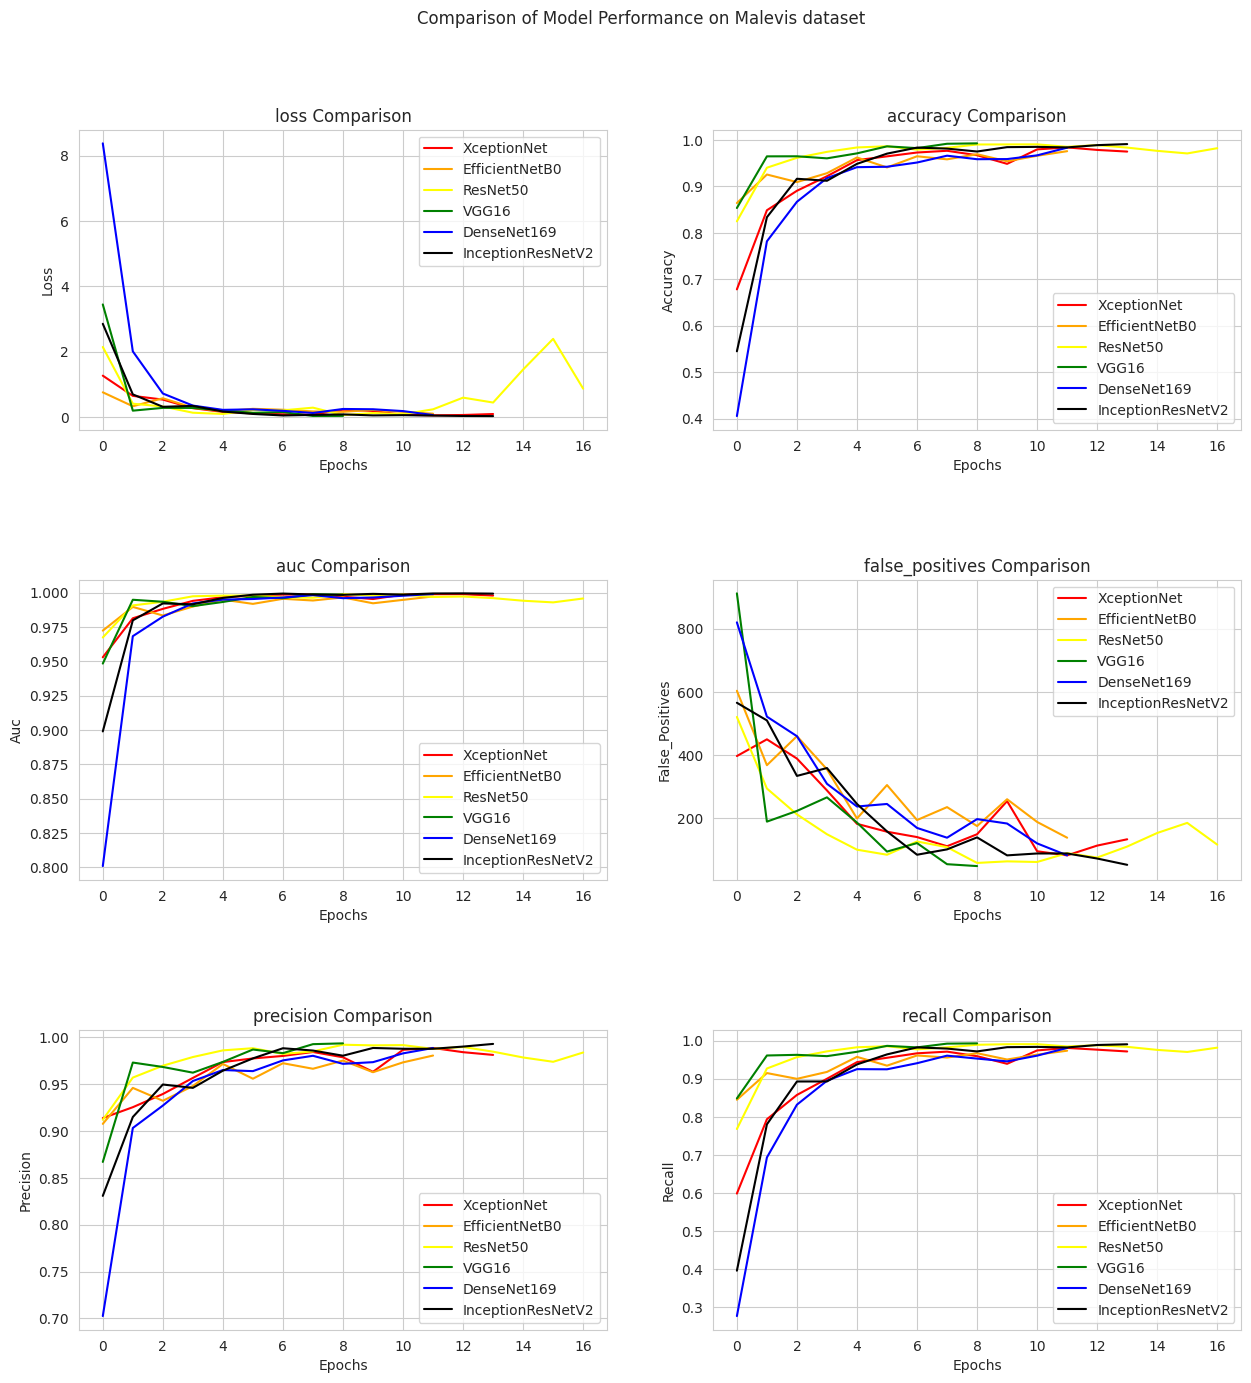 Comparison of Model Performance on Malevis dataset
loss Comparison
Loss
8
6
4
2
0
XceptionNet
EfficientNetB0
ResNet50
VGG16
DenseNet169
InceptionResNetV2
0 2 4 6 8 10 12 14 16
Epochs
accuracy Comparison
Accuracy
1.0
0.9
0.8
0.7
0.6
0.5
0.4
XceptionNet
EfficientNetB0
ResNet50
VGG16
DenseNet169
InceptionResNetV2
0 2 4 6 8 10 12 14 16
Epochs
auc Comparison
Auc
1.000
0.975
0.950
0.925
0.900
0.875
0.850
0.825
0.800
XceptionNet
EfficientNetB0
ResNet50
VGG16
DenseNet169
InceptionResNetV2
0 2 4 6 8 10 12 14 16
Epochs
false_positives Comparison
False_Positives
800
600
400
200
XceptionNet
EfficientNetB0
ResNet50
VGG16
DenseNet169
InceptionResNetV2
0 2 4 6 8 10 12 14 16
Epochs
precision Comparison
Precision
1.00
0.95
0.90
0.85
0.80
0.75
0.70
XceptionNet
EfficientNetB0
ResNet50
VGG16
DenseNet169
InceptionResNetV2
0 2 4 6 8 10 12 14 16
Epochs
recall Comparison
Recall
1.0
0.9
0.8
0.7
0.6
0.5
0.4
0.3
XceptionNet
EfficientNetB0
ResNet50
VGG16
DenseNet169
InceptionResNetV2
0 2 4 6 8 10 12 14 16
Epochs